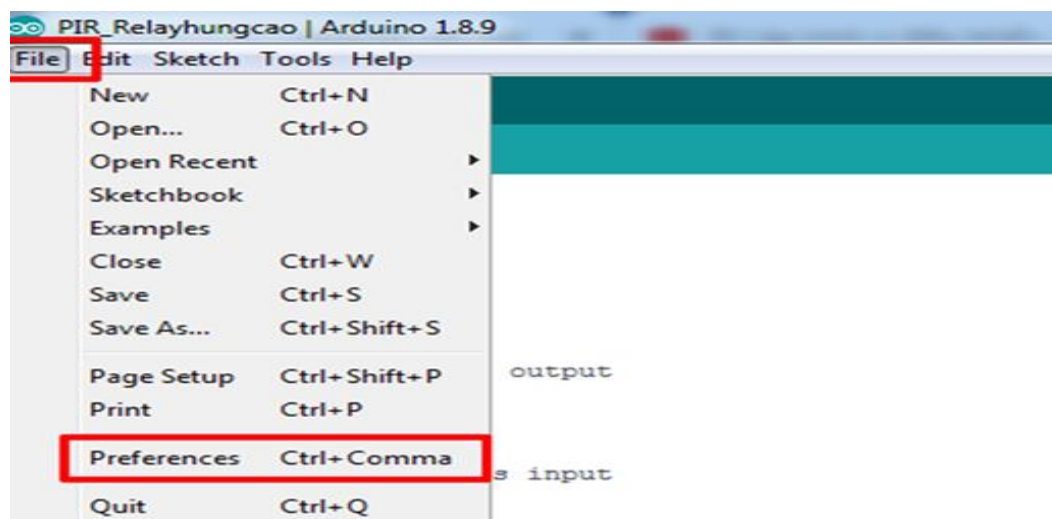 PIR_Relayhungcao | Arduino 1.8.9
File Edit Sketch Tools Help
New Ctrl+N
Open... Ctrl+O
Open Recent
Sketchbook
Examples
Close Ctrl+W
Save Ctrl+S
Save As... Ctrl+Shift+S
Page Setup Ctrl+Shift+P
output
Print Ctrl+P
Preferences Ctrl+Comma
s input
Quit Ctrl+Q